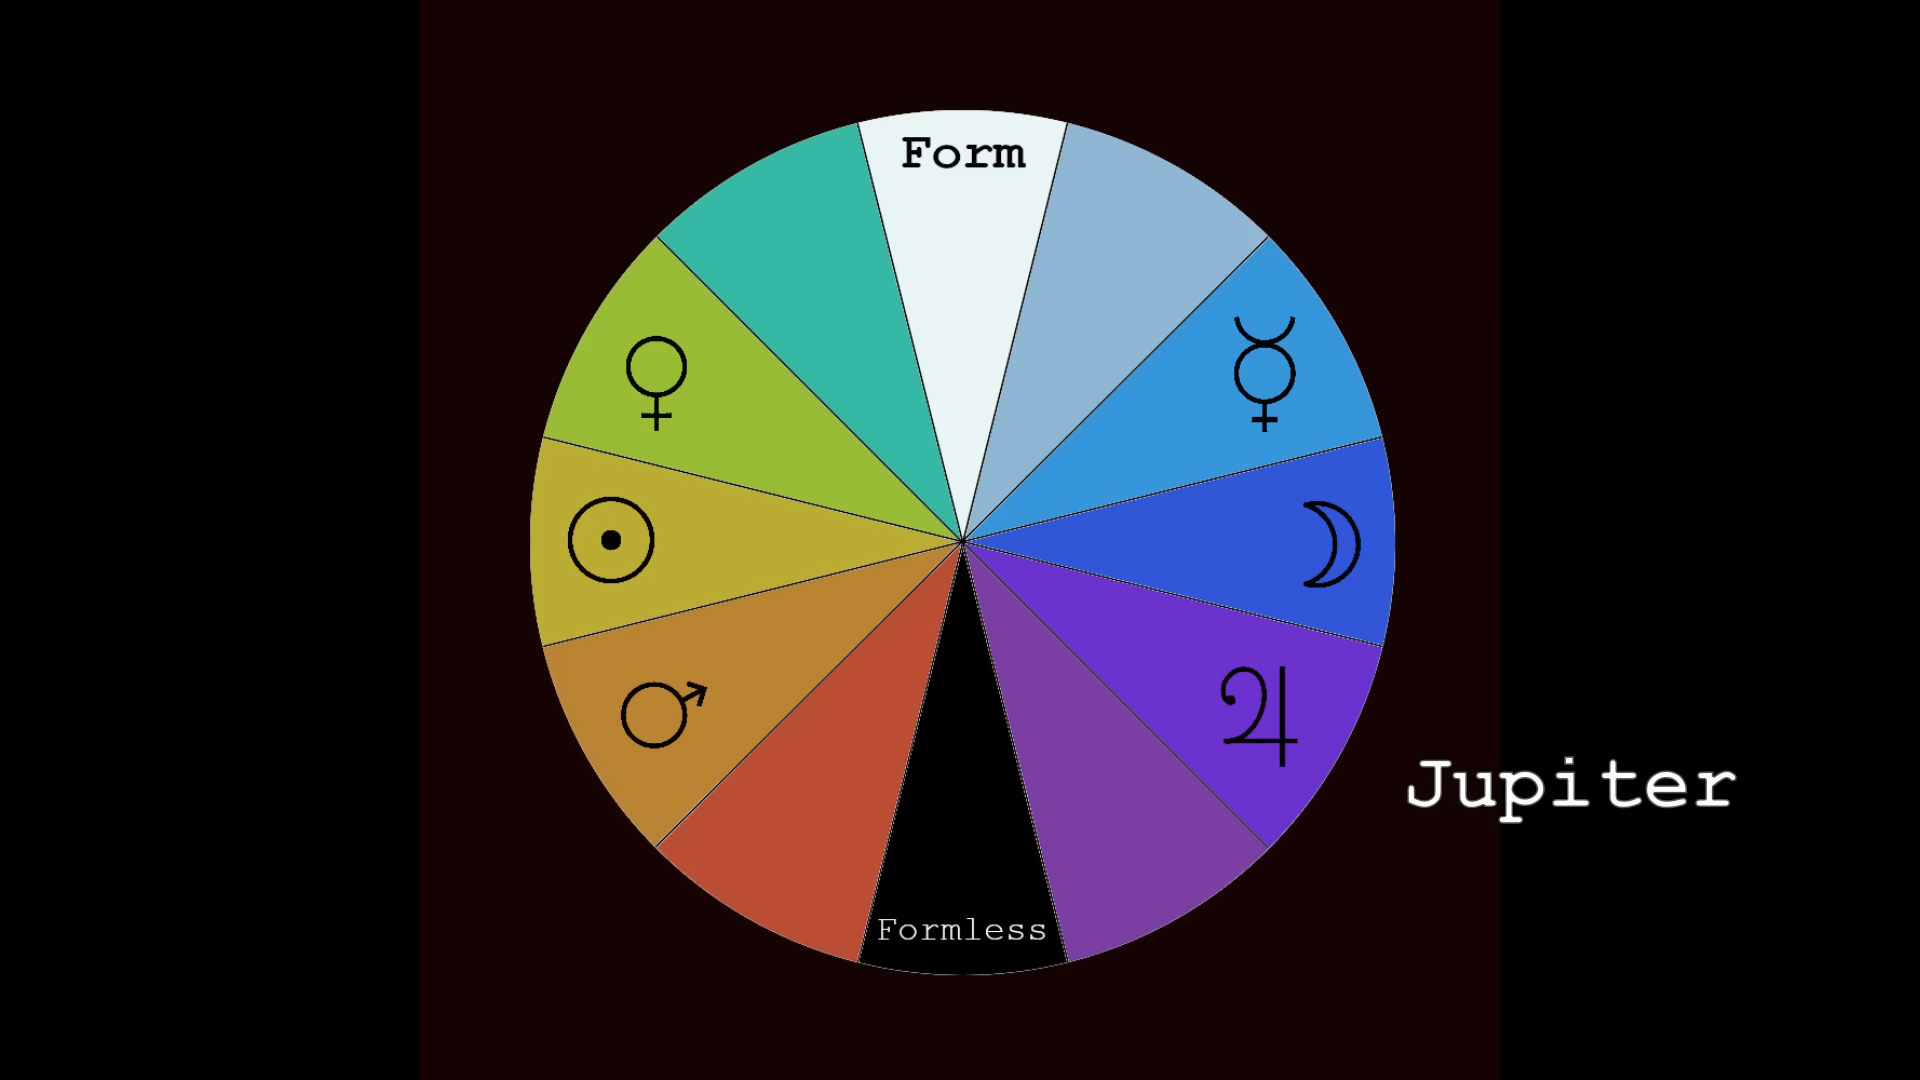 Form
♀
☿
☉
☽
♂
♃
Jupiter
Formless